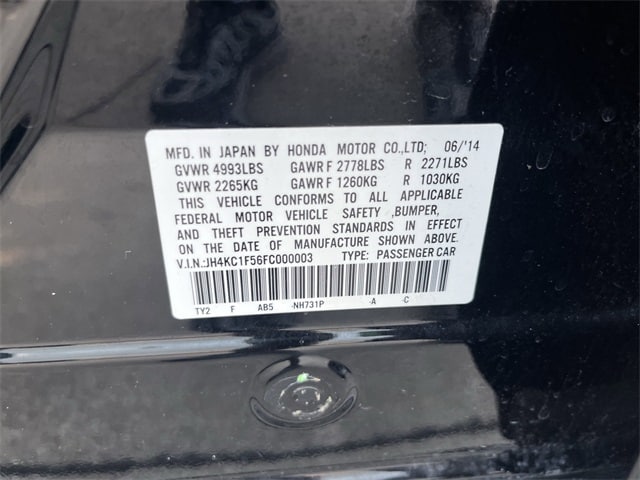 MFD. IN JAPAN BY HONDA MOTOR CO.,LTD; 06/'14
GVWR 4993LBS GAWR F 2778LBS R 2271LBS
GVWR 2265KG GAWR F 1260KG R 1030KG
THIS VEHICLE CONFORMS TO ALL APPLICABLE
FEDERAL MOTOR VEHICLE SAFETY ,BUMPER,
AND THEFT PREVENTION STANDARDS IN EFFECT
ON THE DATE OF MANUFACTURE SHOWN ABOVE.
V.I.N.:JH4KC1F56FC000003 TYPE: PASSENGER CAR
TY2 F AB5 -NH731P -A -C